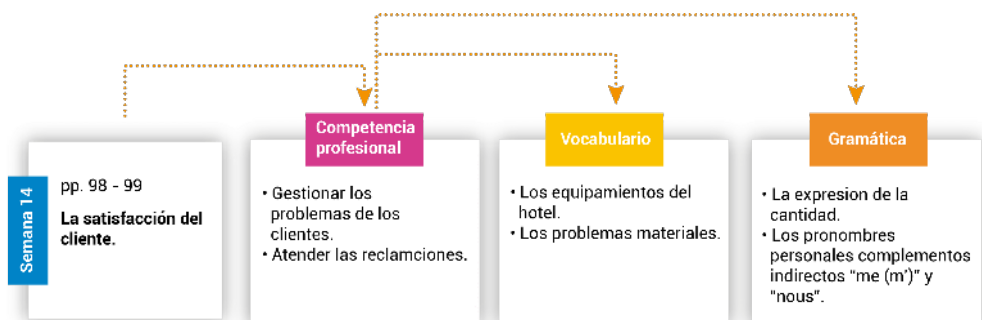 Semana 14
pp. 98 - 99
La satisfacción del
cliente.
Competencia
profesional
• Gestionar los
problemas de los
clientes.
• Atender las reclamciones.
Vocabulario
• Los equipamientos del
hotel.
• Los problemas materiales.
Gramática
• La expresion de la
cantidad.
• Los pronombres
personales complementos
indirectos "me (m’)" y
"nous".